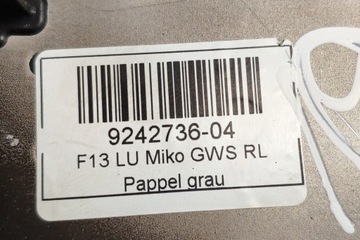 9242736-04
F13 LU Miko GWS RL
Pappel grau